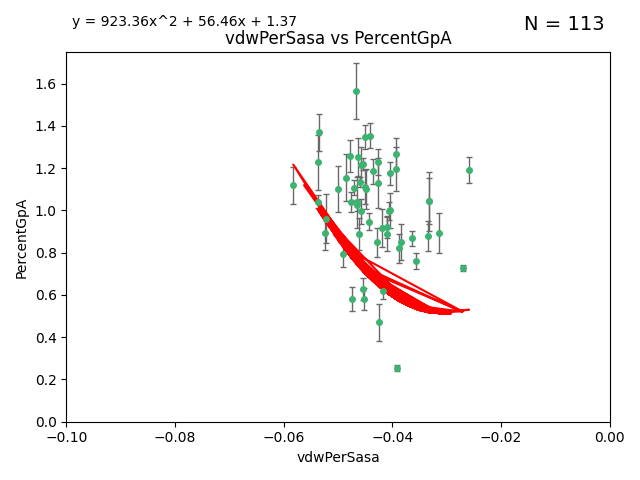 y = 923.36x^2 + 56.46x + 1.37
N = 113
vdwPerSasa vs PercentGpA
PercentGpA
1.6
1.4
1.2
1.0
0.8
0.6
0.4
0.2
0.0
−0.10 −0.08 −0.06 −0.04 −0.02 0.00
vdwPerSasa